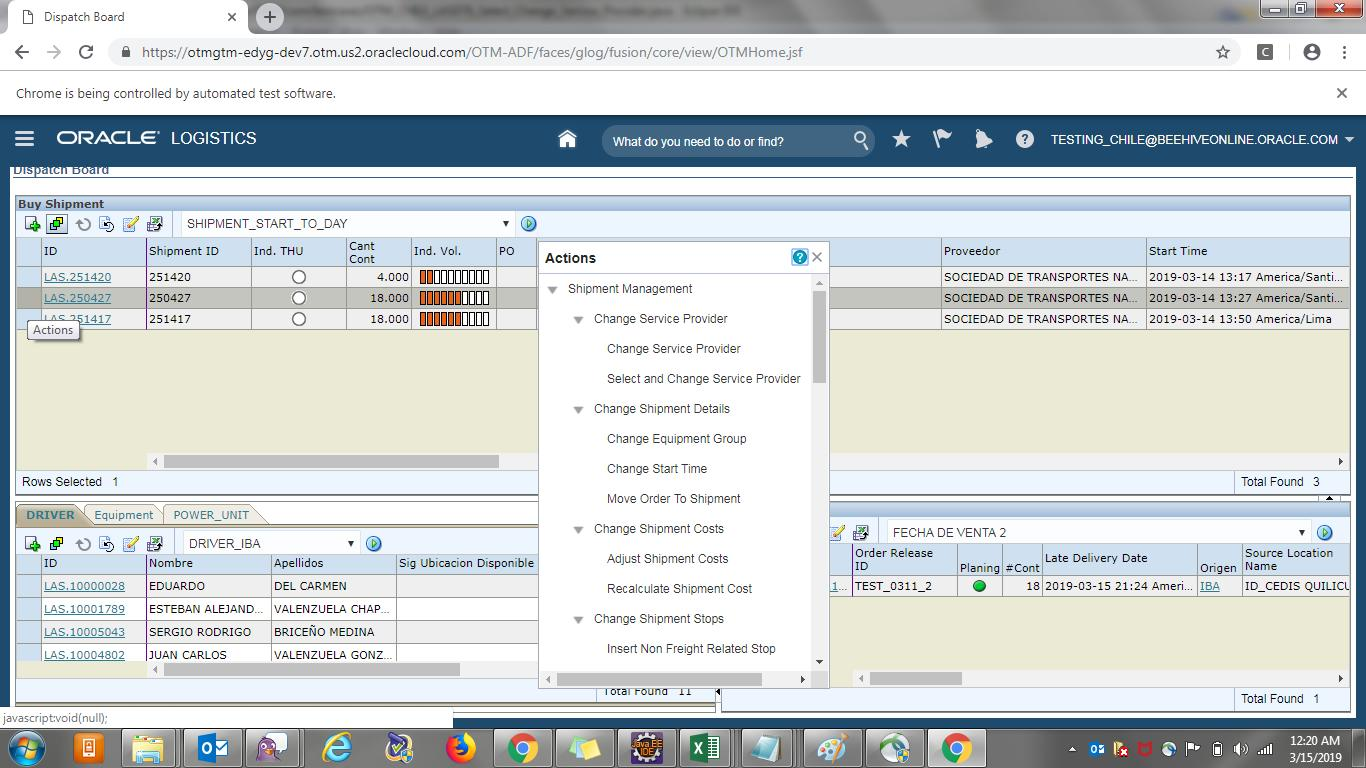 Dispatch Board
https://otmgtm-edyg-dev7.otm.us2.oraclecloud.com/OTM-ADF/faces/glog/fusion/core/view/OTMHome.jsf
Chrome is being controlled by automated test software.
ORACLE LOGISTICS What do you need to do or find? TESTING_CHILE@BEEHIVEONLINE.ORACLE.COM
Dispatch Board
Buy Shipment
SHIPMENT_START_TO_DAY
ID Shipment ID Ind. THU Cant Cont Ind. Vol. PO Proveedor Start Time
LAS.251420 251420 4.000 SOCIEDAD DE TRANSPORTES NA... 2019-03-14 13:17 America/Santi...
LAS.250427 250427 18.000 SOCIEDAD DE TRANSPORTES NA... 2019-03-14 13:27 America/Santi...
LAS.251417 251417 18.000 SOCIEDAD DE TRANSPORTES NA... 2019-03-14 13:50 America/Lima
Actions
Rows Selected 1
Total Found 3
Actions
Shipment Management
Change Service Provider
Change Service Provider
Select and Change Service Provider
Change Shipment Details
Change Equipment Group
Change Start Time
Move Order To Shipment
Change Shipment Costs
Adjust Shipment Costs
Recalculate Shipment Cost
Change Shipment Stops
Insert Non Freight Related Stop
DRIVER Equipment POWER_UNIT
DRIVER_IBA
ID Nombre Apellidos Sig Ubicacion Disponible
LAS.10000028 EDUARDO DEL CARMEN
LAS.10001789 ESTEBAN ALEJAND... VALENZUELA CHAP...
LAS.10005043 SERGIO RODRIGO BRICEÑO MEDINA
LAS.10004802 JUAN CARLOS VALENZUELA GONZ...
Total Found 11
FECHA DE VENTA 2
Order Release ID Planing #Cont Late Delivery Date Origen Source Location Name
1... TEST_0311_2 18 2019-03-15 21:24 Ameri... IBA ID_CEDIS QUILICU
Total Found 1
javascript:void(null);
12:20 AM
3/15/2019